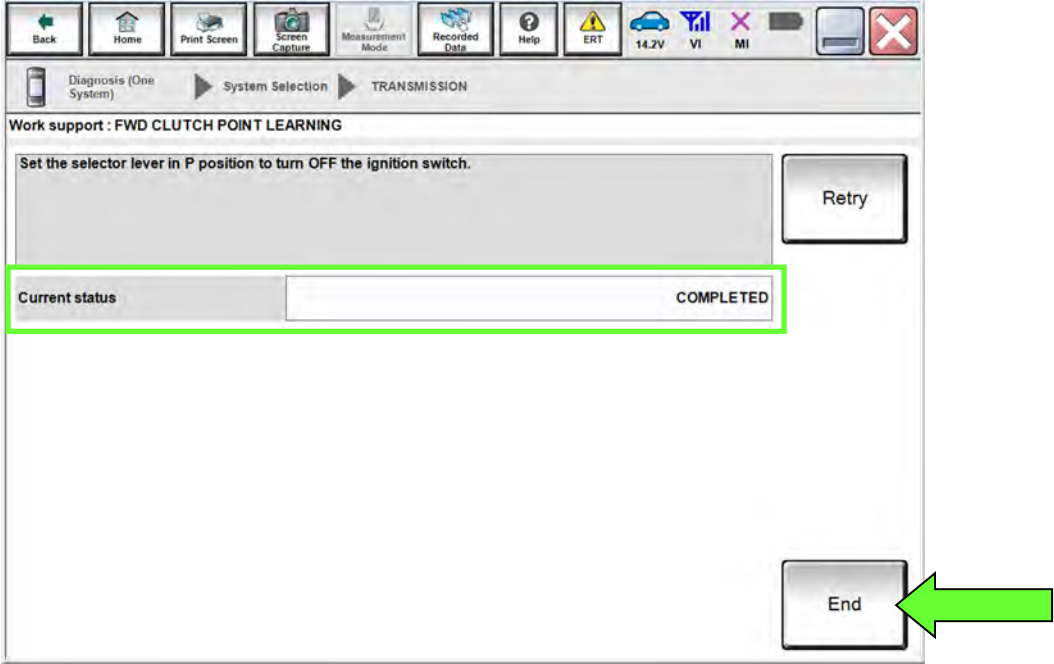 Back
Home
Print Screen
Screen
Capture
Measurement
Mode
Recorded
Data
Help
ERT
14.2V
VI
MI
Diagnosis (One
System)
System Selection
TRANSMISSION
Work support : FWD CLUTCH POINT LEARNING
Set the selector lever in P position to turn OFF the ignition switch.
Retry
Current status
COMPLETED
End